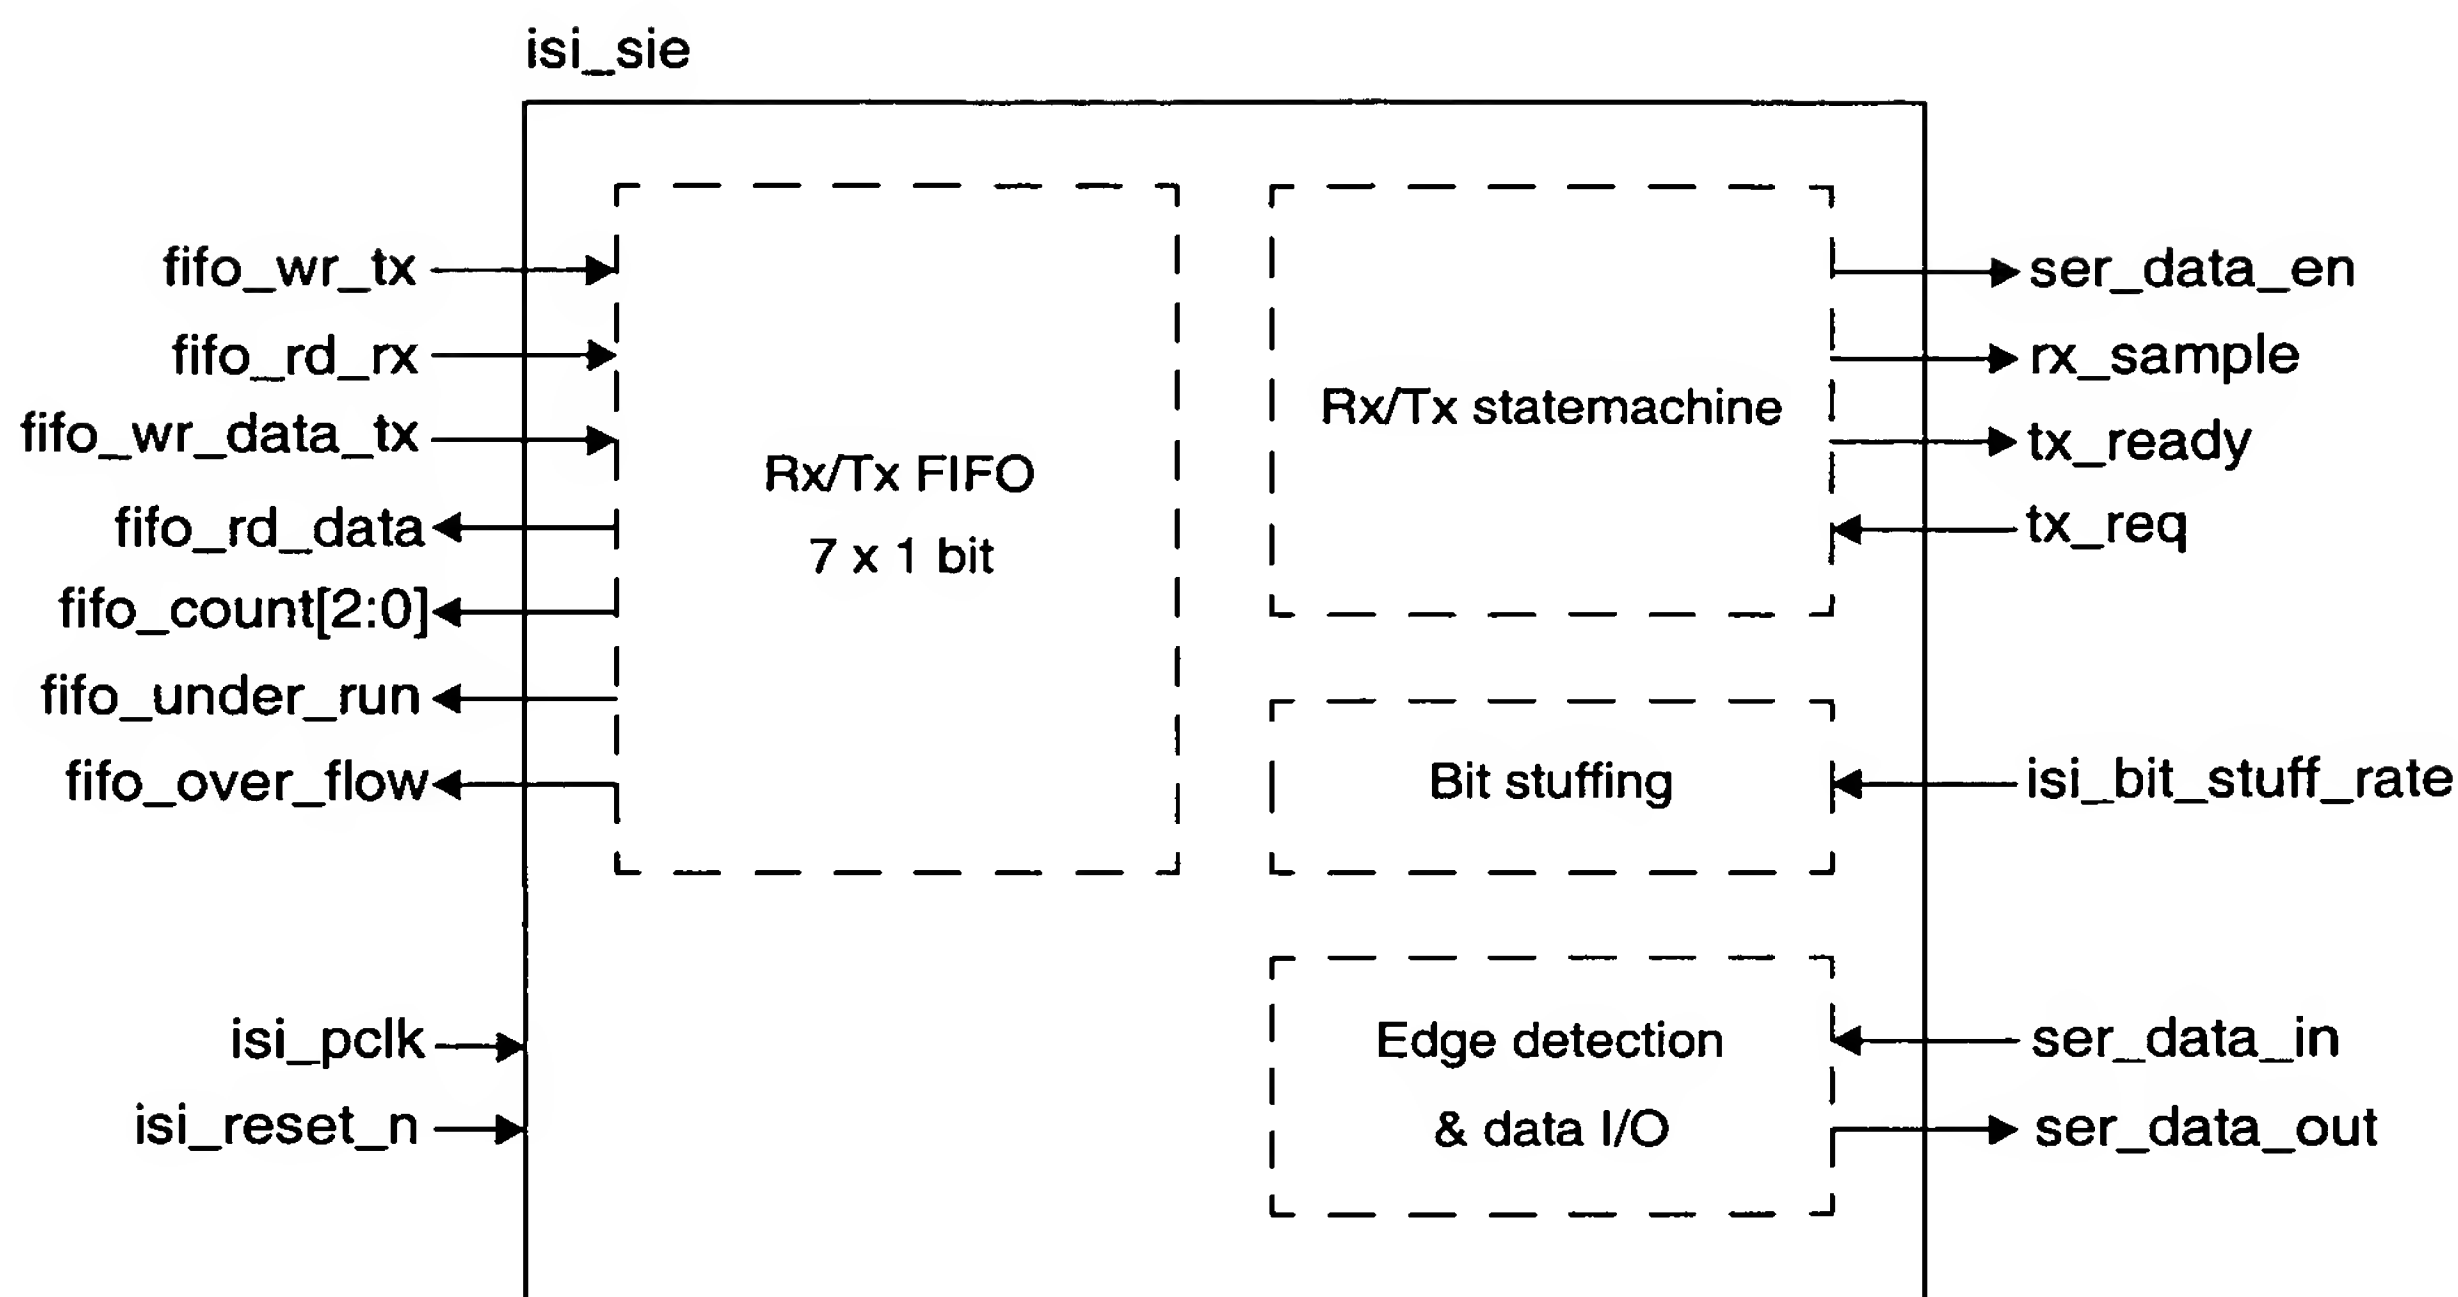 isi_sie
fifo_wr_tx
fifo_rd_rx
fifo_wr_data_tx
fifo_rd_data
fifo_count[2:0]
fifo_under_run
fifo_over_flow
isi_pclk
isi_reset_n
Rx/Tx FIFO
7 x 1 bit
Rx/Tx statemachine
Bit stuffing
Edge detection
& data I/O
ser_data_en
rx_sample
tx_ready
tx_req
isi_bit_stuff_rate
ser_data_in
ser_data_out